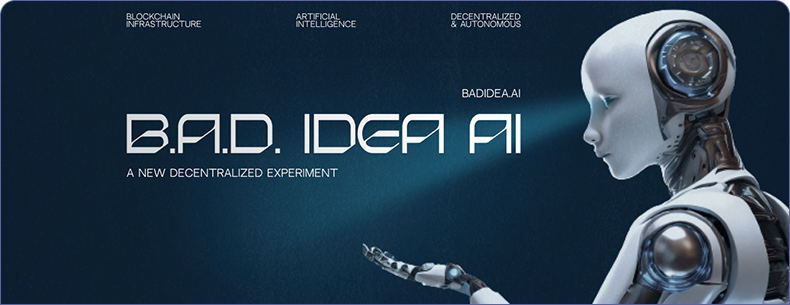 BLOCKCHAIN
INFRASTRUCTURE
ARTIFICIAL
INTELLIGENCE
DECENTRALIZED
& AUTONOMOUS
BADIDEA.AI
B.A.D. IDEA AI
A NEW DECENTRALIZED EXPERIMENT